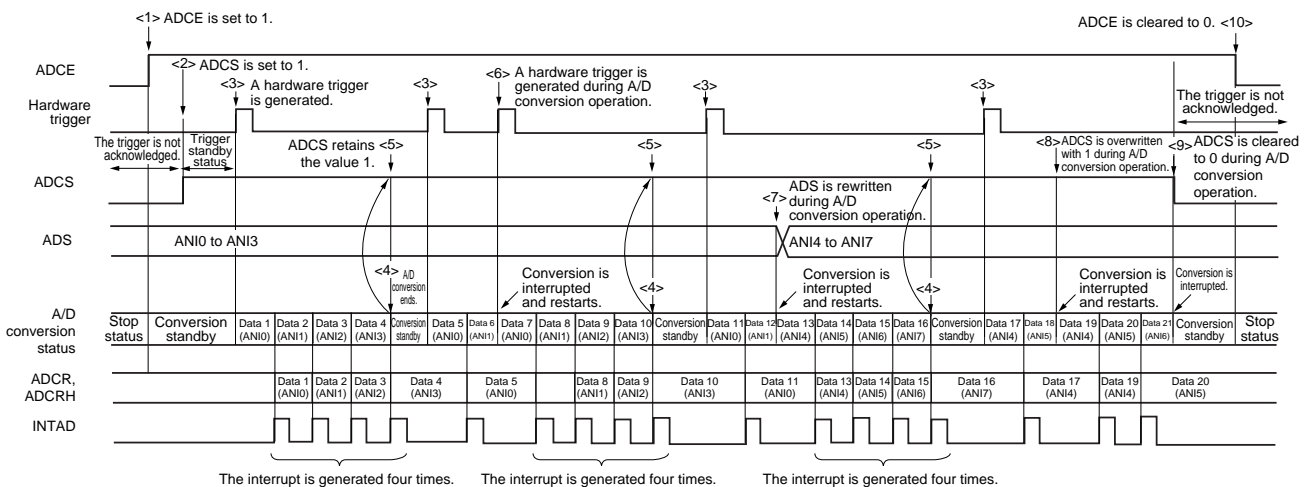 <1> ADCE is set to 1.
ADCE is cleared to 0. <10>
ADCE
<2> ADCS is set to 1.
<3> A hardware trigger
is generated.
<3>
<6> A hardware trigger is
generated during A/D
conversion operation.
<3>
<3>
The trigger is not
acknowledged.
Hardware
trigger
The trigger is not
acknowledged.
Trigger
standby
status
ADCS retains <5>
the value 1.
<5>
<5>
<8> ADCS is overwritten
with 1 during A/D
conversion operation.
<9> ADCS is cleared
to 0 during A/D
conversion
operation.
ADCS
<7> ADS is rewritten
during A/D
conversion operation.
ADS
ANI0 to ANI3
ANI4 to ANI7
<4> A/D
conversion
ends.
Conversion is
interrupted
and restarts.
<4>
Conversion is
interrupted
and restarts.
<4>
Conversion is
interrupted
and restarts.
Conversion is
interrupted.
A/D
conversion
status
Stop
status
Conversion
standby
Data 1
(ANI0)
Data 2
(ANI1)
Data 3
(ANI2)
Data 4
(ANI3)
Conversion
standby
Data 5
(ANI0)
Data 6
(ANI1)
Data 7
(ANI0)
Data 8
(ANI1)
Data 9
(ANI2)
Data 10
(ANI3)
Conversion
standby
Data 11
(ANI0)
Data 12
(ANI1)
Data 13
(ANI4)
Data 14
(ANI5)
Data 15
(ANI6)
Data 16
(ANI7)
Conversion
standby
Data 17
(ANI4)
Data 18
(ANI5)
Data 19
(ANI4)
Data 20
(ANI5)
Data 21
(ANI6)
Conversion
standby
Stop
status
ADCR,
ADCRH
Data 1
(ANI0)
Data 2
(ANI1)
Data 3
(ANI2)
Data 4
(ANI3)
Data 5
(ANI0)
Data 8
(ANI1)
Data 9
(ANI2)
Data 10
(ANI3)
Data 11
(ANI0)
Data 13
(ANI4)
Data 14
(ANI5)
Data 15
(ANI6)
Data 16
(ANI7)
Data 17
(ANI4)
Data 19
(ANI4)
Data 20
(ANI5)
INTAD
The interrupt is generated four times.
The interrupt is generated four times.
The interrupt is generated four times.